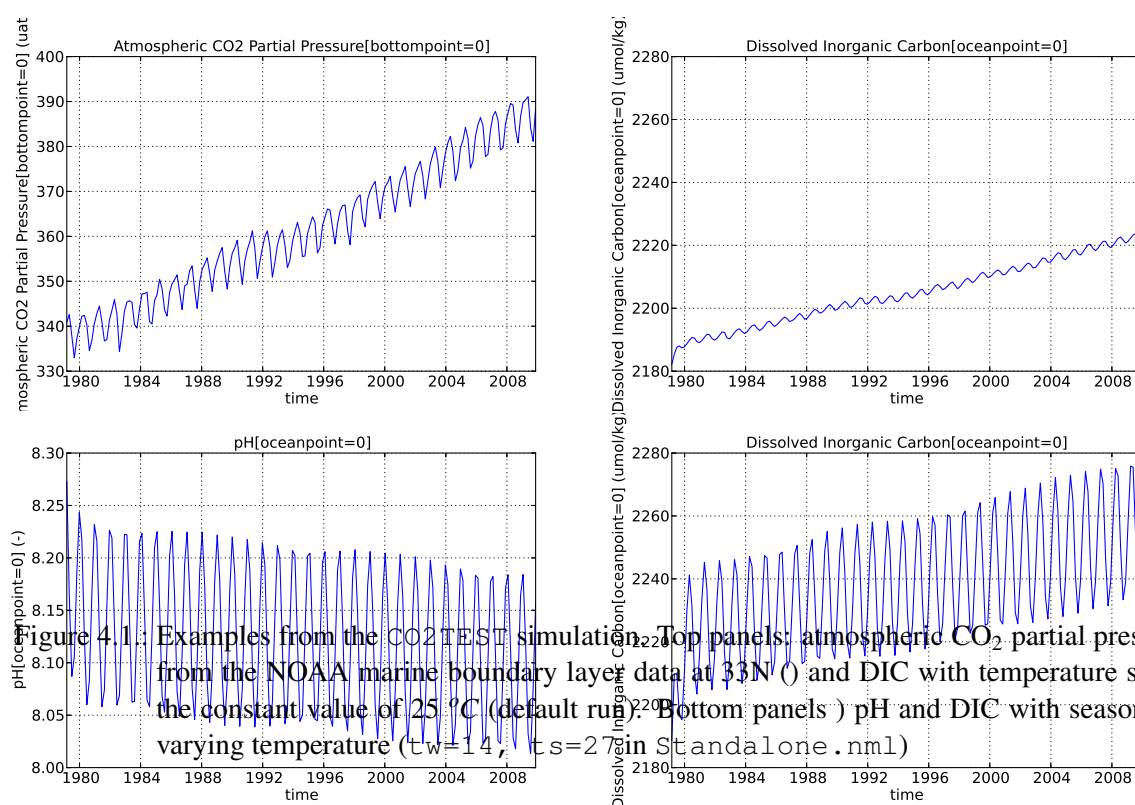 Atmospheric CO2 Partial Pressure[bottompoint=0]
mospheric CO2 Partial Pressure[bottompoint=0] (uat
400
390
380
370
360
350
340
330
1980 1984 1988 1992 1996 2000 2004 2008
time
Dissolved Inorganic Carbon[oceanpoint=0]
Dissolved Inorganic Carbon[oceanpoint=0] (umol/kg)
2280
2260
2240
2220
2200
2180
1980 1984 1988 1992 1996 2000 2004 2008
time
pH[oceanpoint=0]
pH[oceanpoint=0] (-)
8.30
8.25
8.20
8.15
8.10
8.05
8.00
1980 1984 1988 1992 1996 2000 2004 2008
time
Dissolved Inorganic Carbon[oceanpoint=0]
Dissolved Inorganic Carbon[oceanpoint=0] (umol/kg)
2280
2260
2240
2220
2200
2180
1980 1984 1988 1992 1996 2000 2004 2008
time
Figure 4.1.: Examples from the CO2TEST simulation. Top panels: atmospheric CO2 partial pres
from the NOAA marine boundary layer data at 33N () and DIC with temperature s
the constant value of 25 °C (default run). Bottom panels ) pH and DIC with season
varying temperature (tw=14, ts=27 in Standalone.nml)